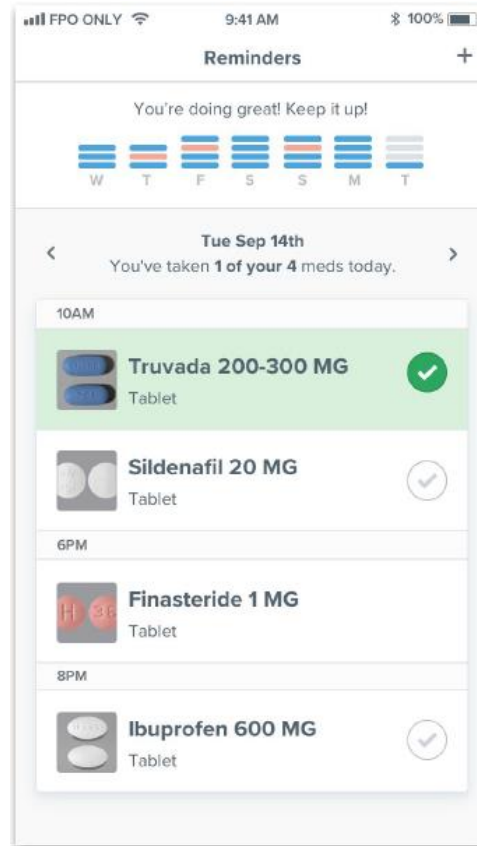 FPO ONLY 9:41 AM 100%
Reminders +
You're doing great! Keep it up!
W T F S S M T
Tue Sep 14th
You've taken 1 of your 4 meds today.
10AM
Truvada 200-300 MG
Tablet
Sildenafil 20 MG
Tablet
6PM
H 36
Finasteride 1 MG
Tablet
8PM
Ibuprofen 600 MG
Tablet